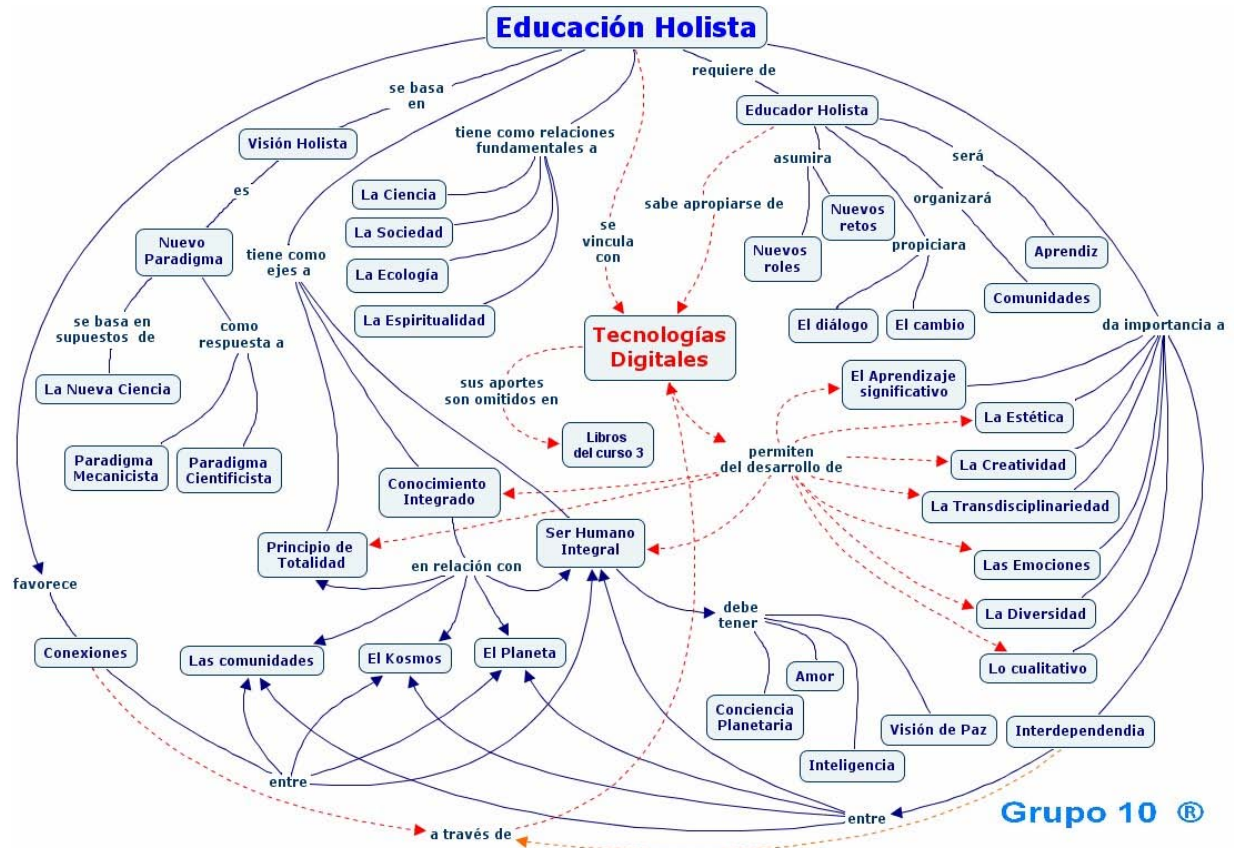 Educación Holista
se basa
en
requiere de
Visión Holista
tiene como relaciones
fundamentales a
Educador Holista
asumira
será
es
La Ciencia
sabe apropiarse de
organizará
La Sociedad
Nuevos
retos
Nuevo
Paradigma
tiene como
ejes a
se
vincula
con
Nuevos
roles
propiciara
Aprendiz
La Ecología
Comunidades
La Espiritualidad
El diálogo
El cambio
se basa en
supuestos de
como
respuesta a
Tecnologías
Digitales
da importancia a
La Nueva Ciencia
sus aportes
son omitidos en
El Aprendizaje
significativo
La Estética
Libros
del curso 3
Paradigma
Mecanicista
Paradigma
Cientificista
permiten
del desarrollo de
La Creatividad
Conocimiento
Integrado
La Transdisciplinariedad
Principio de
Totalidad
Ser Humano
Integral
en relación con
Las Emociones
favorece
debe
tener
La Diversidad
Conexiones
Las comunidades
El Kosmos
El Planeta
Lo cualitativo
Amor
Conciencia
Planetaria
Visión de Paz
Interdependendia
Inteligencia
entre
a través de
entre
Grupo 10 ®